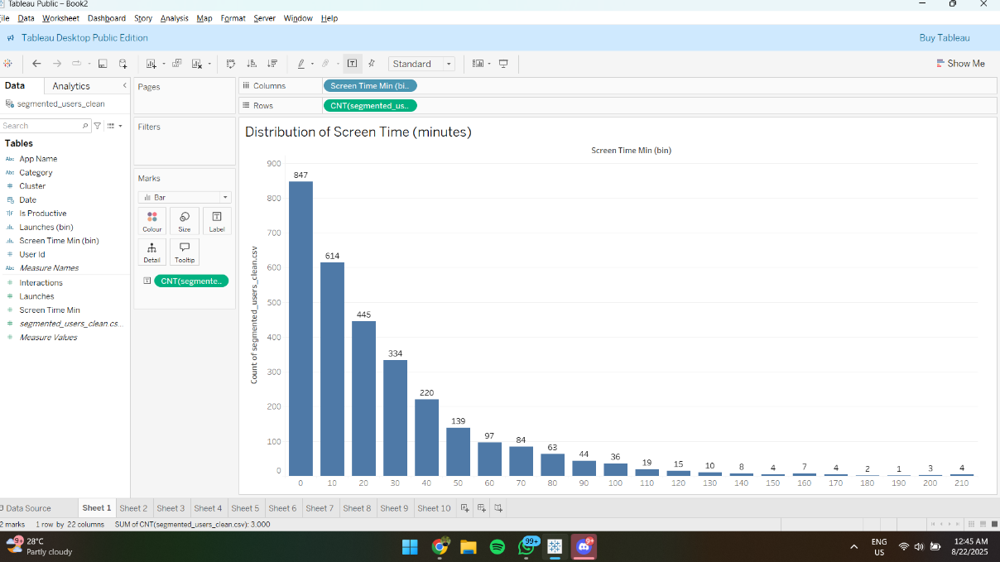 Tableau Public – Book2
ile Data Worksheet Dashboard Story Analysis Map Format Server Window Help
Tableau Desktop Public Edition
Buy Tableau
Standard
Show Me
Data Analytics
segmented_users_clean
Search
Tables
App Name
Category
Cluster
Date
Is Productive
Launches (bin)
Screen Time Min (bin)
User Id
Measure Names
Interactions
Launches
Screen Time Min
segmented_users_clean.cs...
Measure Values
Pages
Filters
Marks
Bar
Colour Size Label
Detail Tooltip
CNT(segmente..
Columns
Screen Time Min (bi..
Rows
CNT(segmented_us..
Distribution of Screen Time (minutes)
Screen Time Min (bin)
Count of segmented_users_clean.csv
900
800
700
600
500
400
300
200
100
0
847
614
445
334
220
139
97
84
63
44
36
19
15
10
8
4
7
4
2
1
3
4
0 10 20 30 40 50 60 70 80 90 100 110 120 130 140 150 160 170 180 190 200 210
Data Source Sheet 1 Sheet 2 Sheet 3 Sheet 4 Sheet 5 Sheet 6 Sheet 7 Sheet 8 Sheet 9 Sheet 10
2 marks 1 row by 22 columns SUM of CNT(segmented_users_clean.csv): 3.000
9+
28°C
Partly cloudy
99+
ENG
US
12:45 AM
8/22/2025